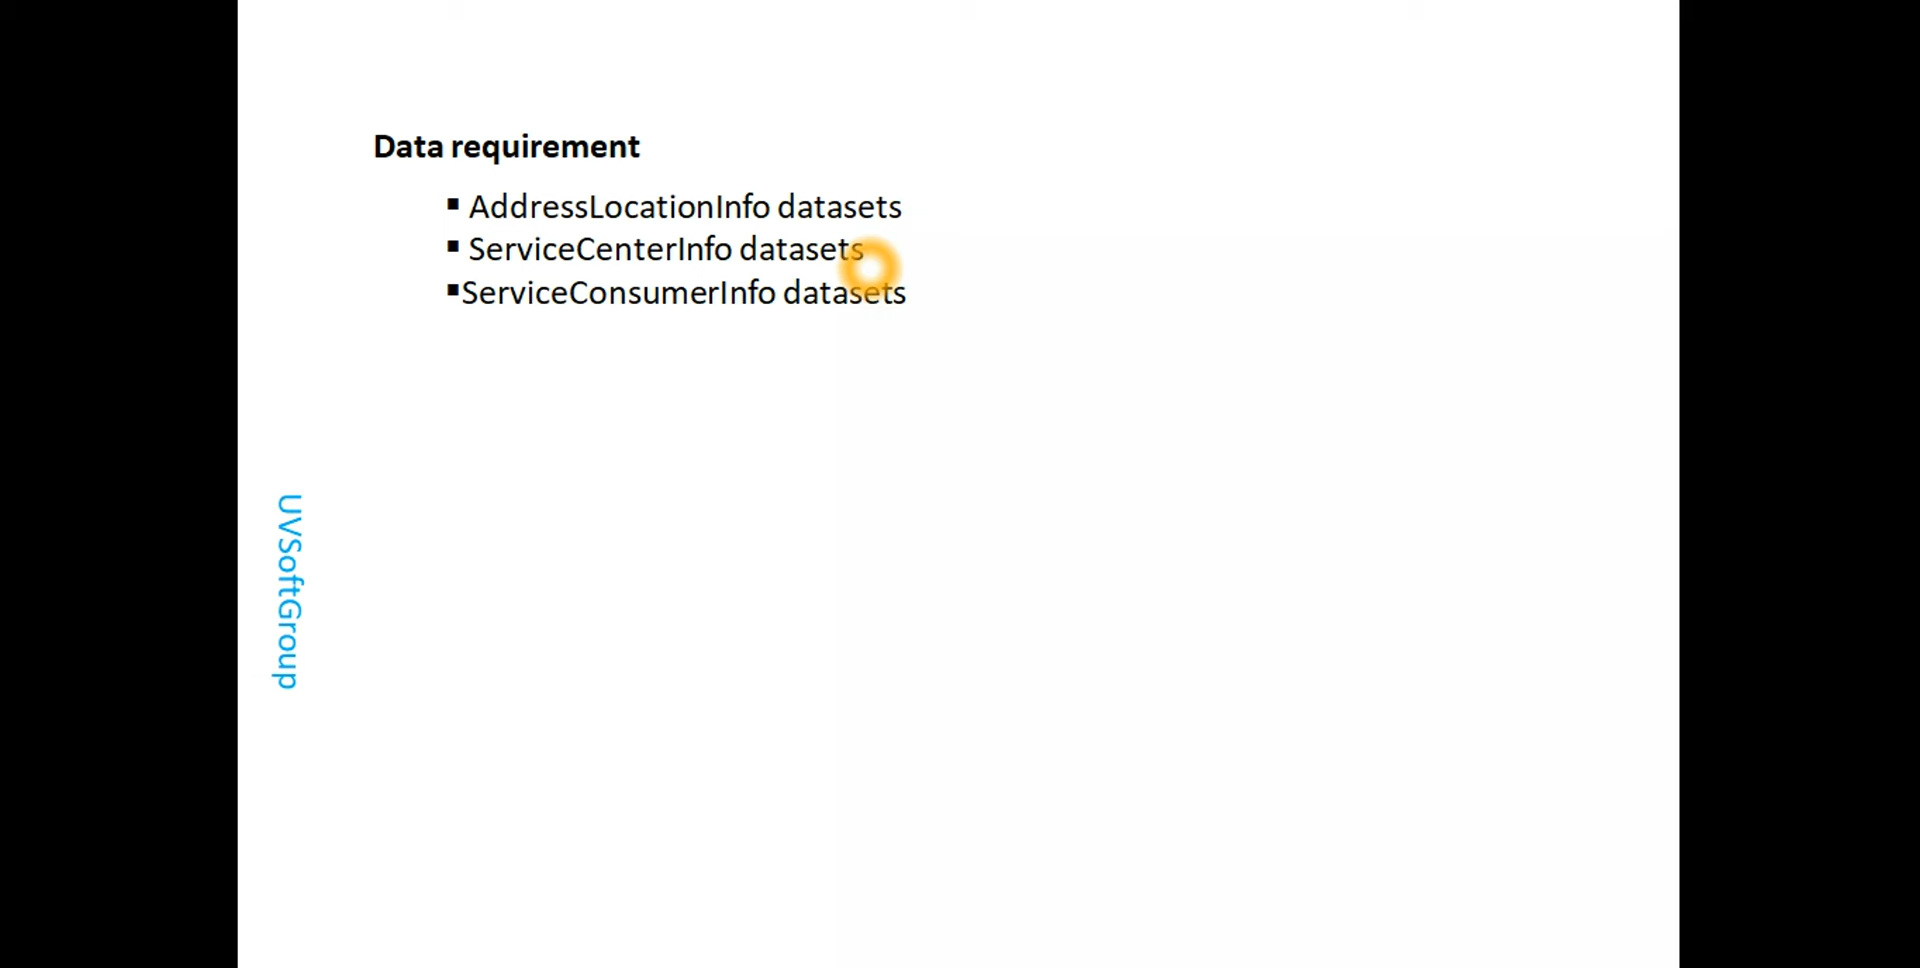 Data requirement
▪ AddressLocationInfo datasets
▪ ServiceCenterInfo datasets
▪ServiceConsumerInfo datasets
UVSoftGroup